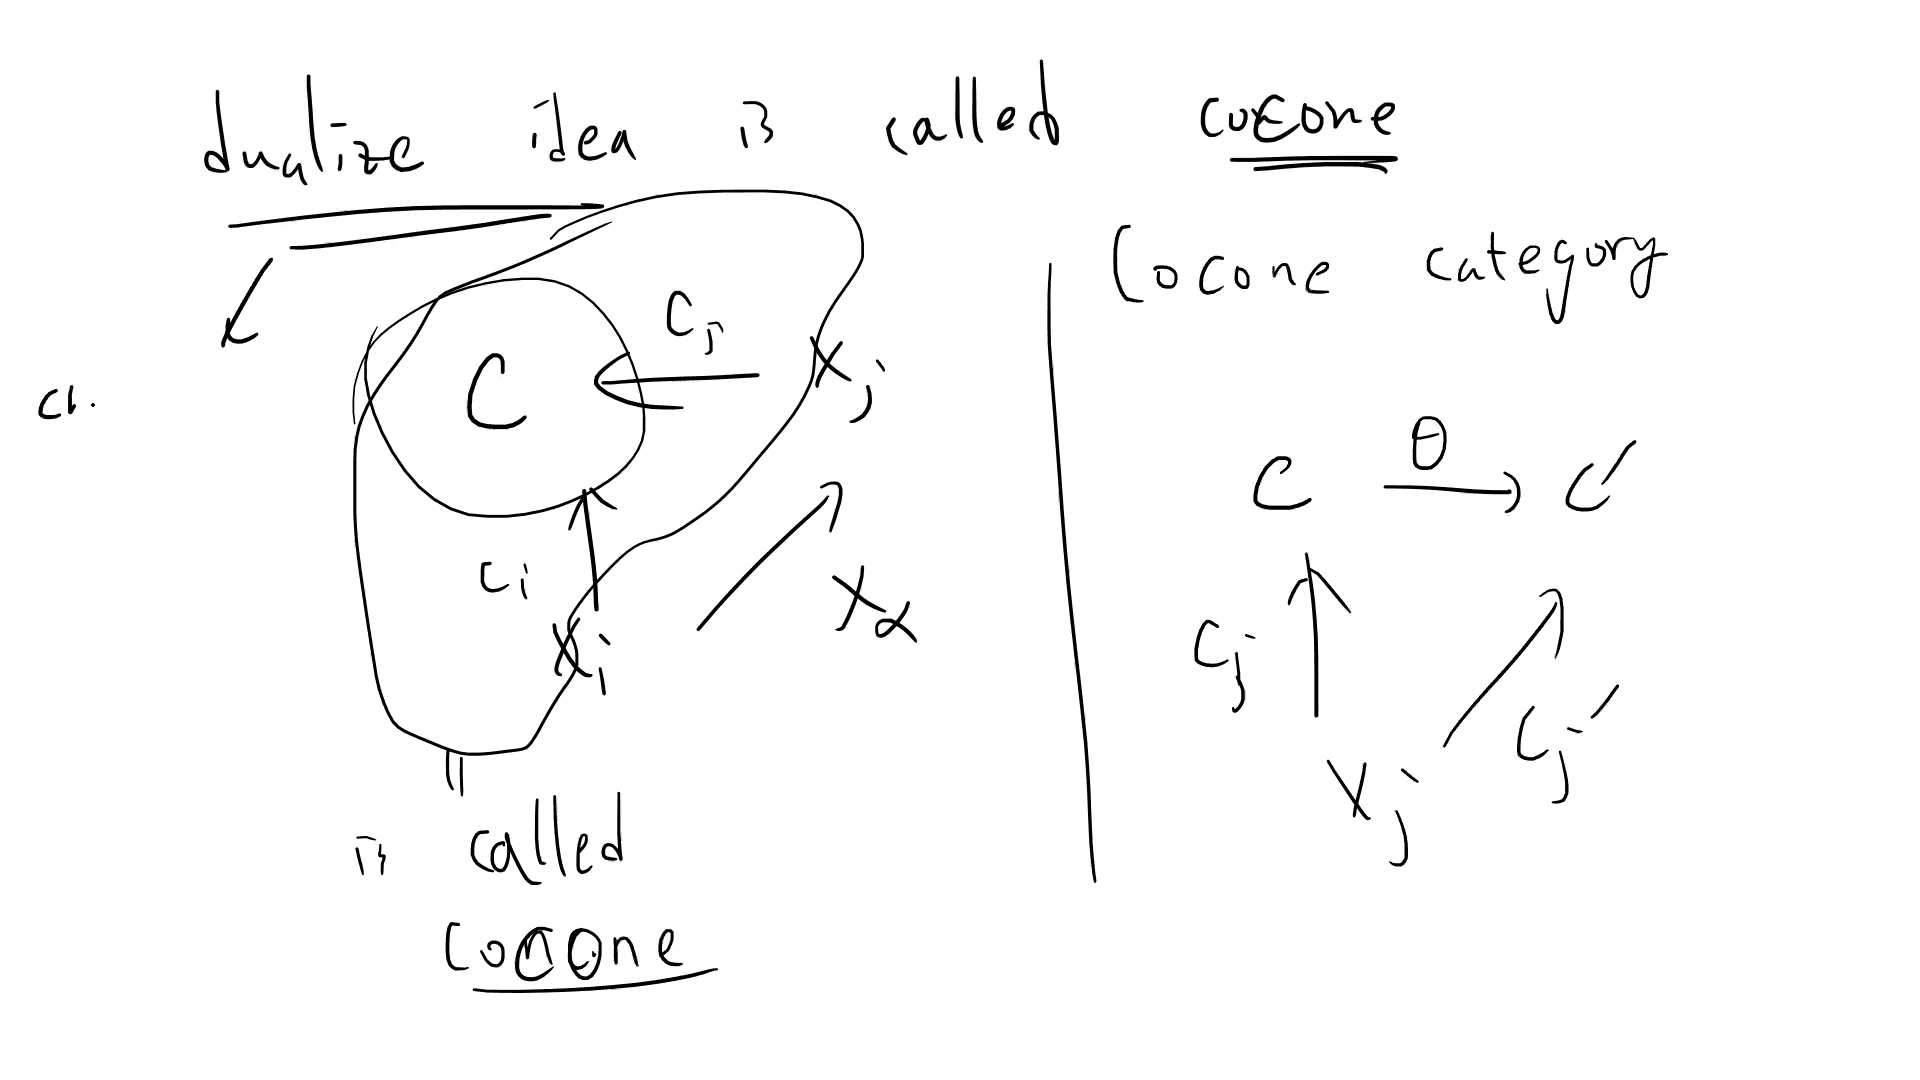 dualize idea is called cocone
Cocone category
C
C_j
X_j
c_i
X_i
X_α
is called
cocone
C θ C′
C_j
C_j′
X_j